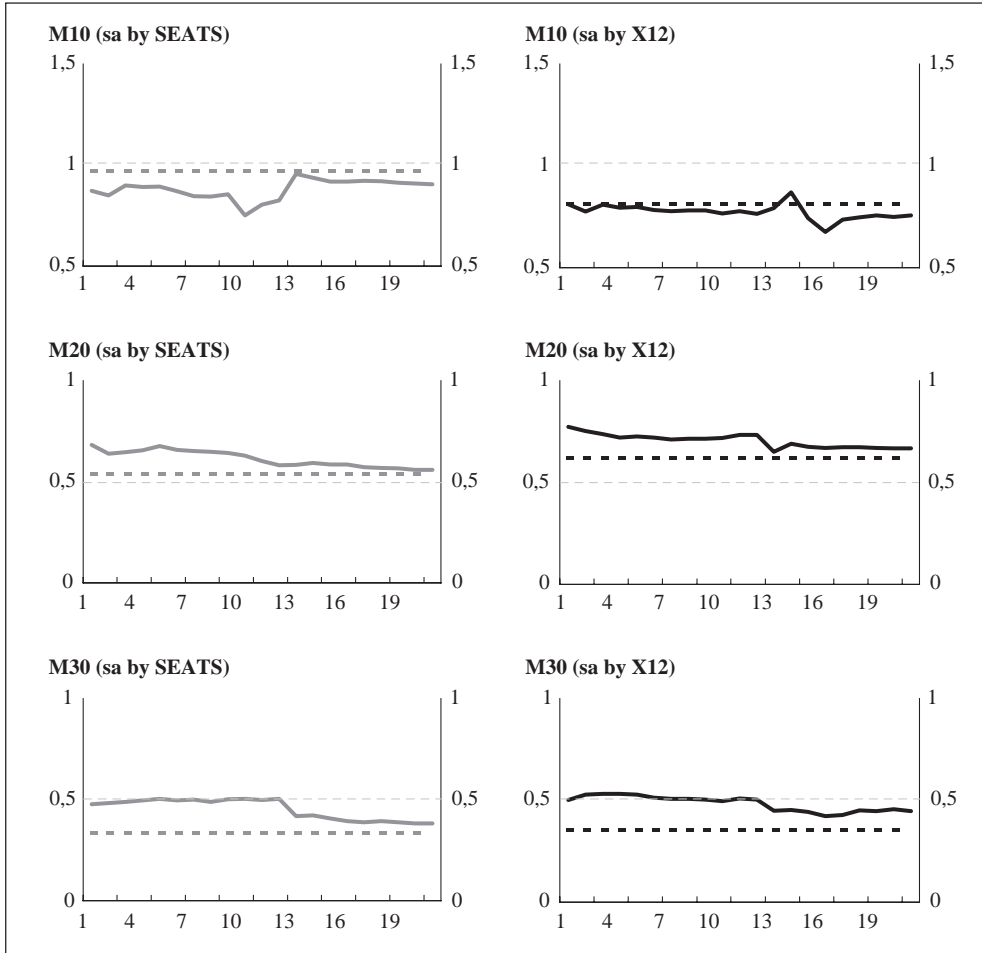 M10 (sa by SEATS)
1,5 1,5
1 1
0,5 0,5
1 4 7 10 13 16 19
M10 (sa by X12)
1,5 1,5
1 1
0,5 0,5
1 4 7 10 13 16 19
M20 (sa by SEATS)
1 1
0,5 0,5
0 0
1 4 7 10 13 16 19
M20 (sa by X12)
1 1
0,5 0,5
0 0
1 4 7 10 13 16 19
M30 (sa by SEATS)
1 1
0,5 0,5
0 0
1 4 7 10 13 16 19
M30 (sa by X12)
1 1
0,5 0,5
0 0
1 4 7 10 13 16 19